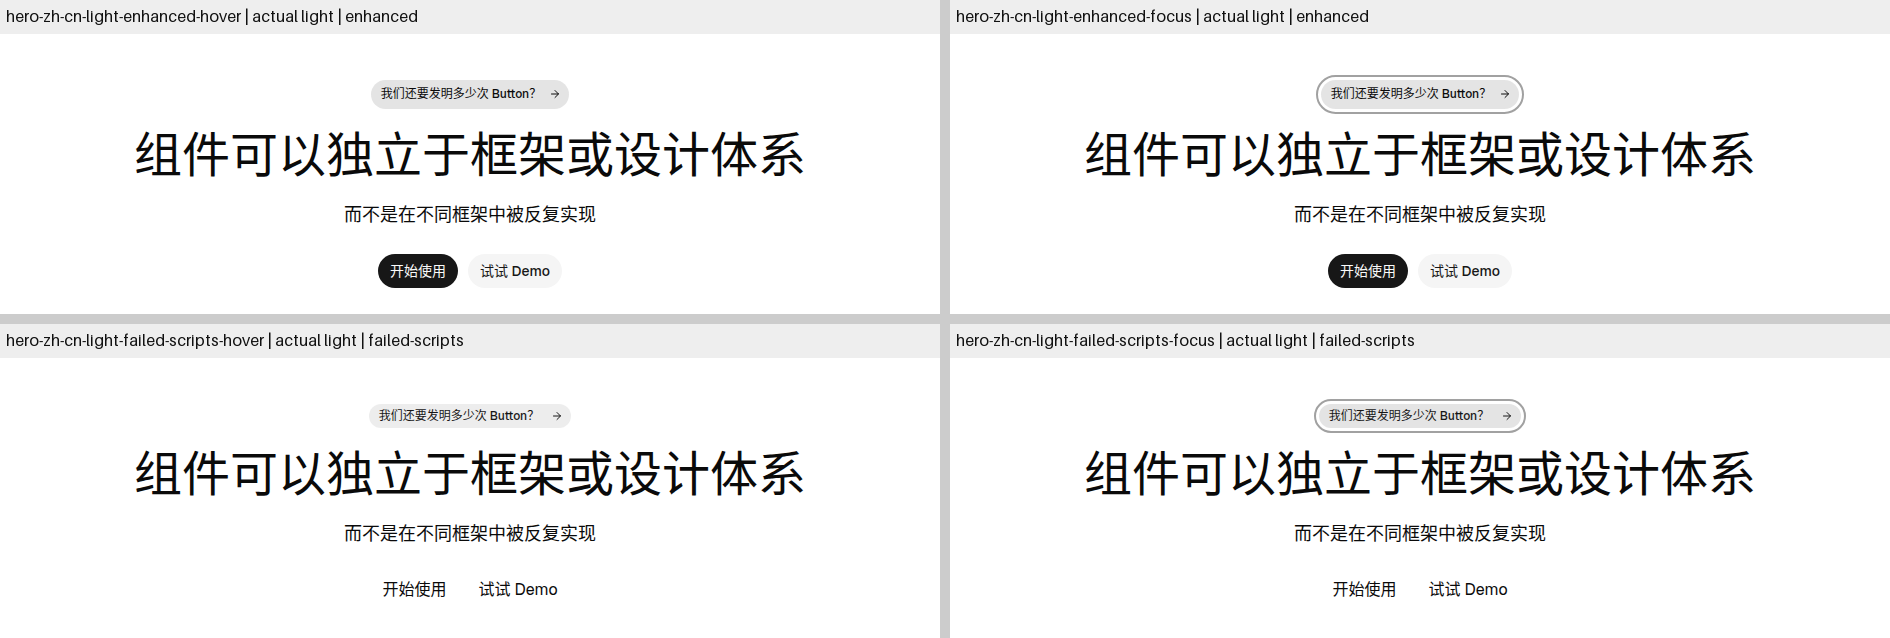 hero-zh-cn-light-enhanced-hover | actual light | enhanced
我们还要发明多少次 Button? →
组件可以独立于框架或设计体系
而不是在不同框架中被反复实现
开始使用 试试 Demo
hero-zh-cn-light-enhanced-focus | actual light | enhanced
我们还要发明多少次 Button? →
组件可以独立于框架或设计体系
而不是在不同框架中被反复实现
开始使用 试试 Demo
hero-zh-cn-light-failed-scripts-hover | actual light | failed-scripts
我们还要发明多少次 Button? →
组件可以独立于框架或设计体系
而不是在不同框架中被反复实现
开始使用 试试 Demo
hero-zh-cn-light-failed-scripts-focus | actual light | failed-scripts
我们还要发明多少次 Button? →
组件可以独立于框架或设计体系
而不是在不同框架中被反复实现
开始使用 试试 Demo